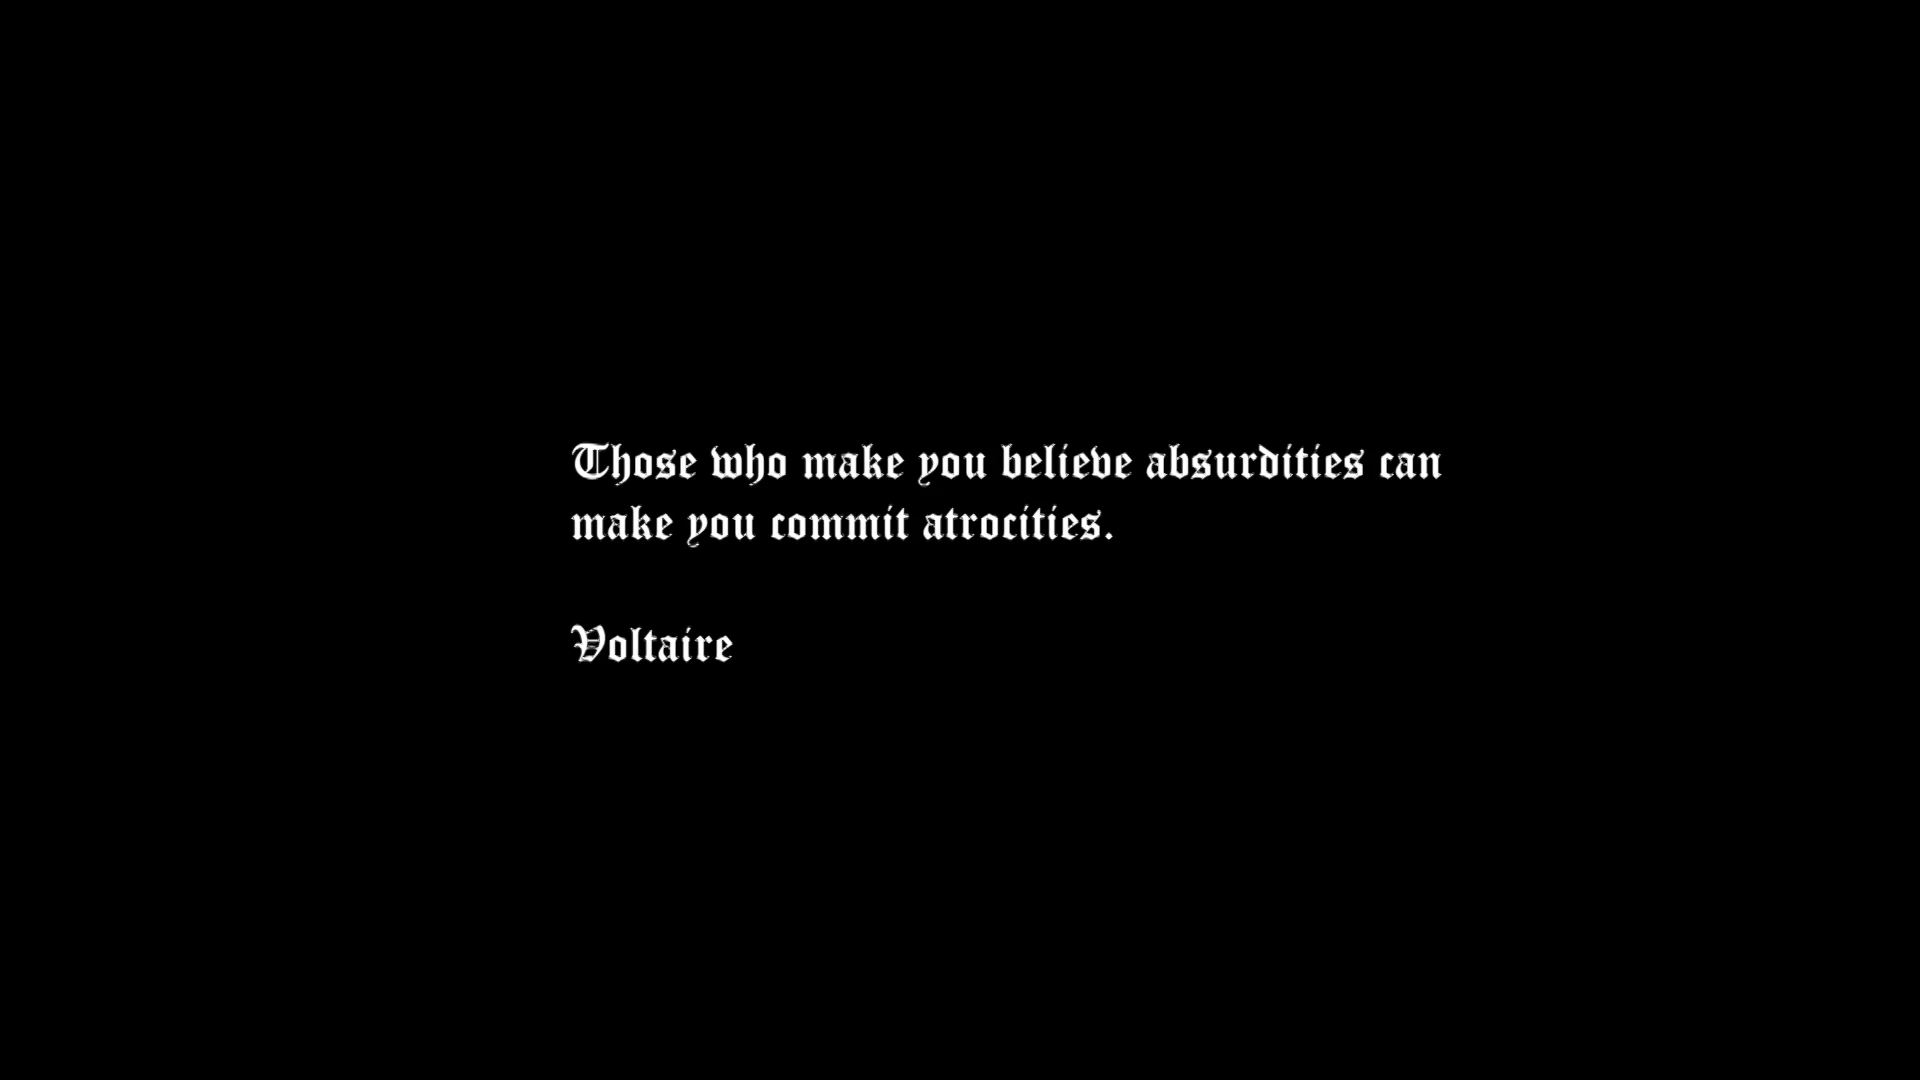 Those who make you believe absurdities can
make you commit atrocities.
Voltaire